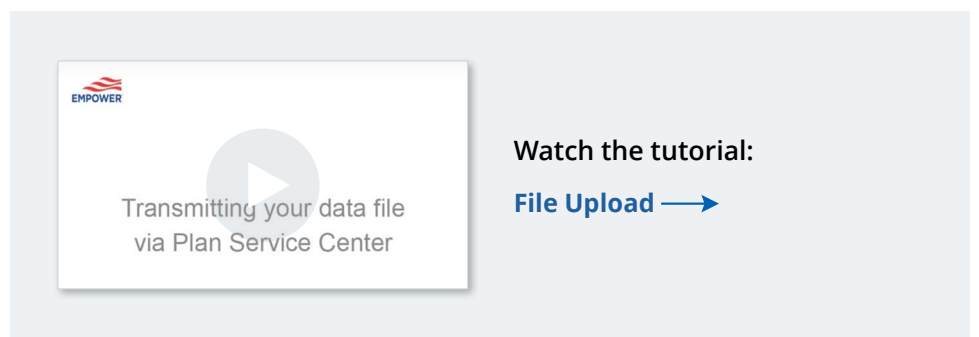 EMPOWER
Transmitting your data file
via Plan Service Center
Watch the tutorial:
File Upload